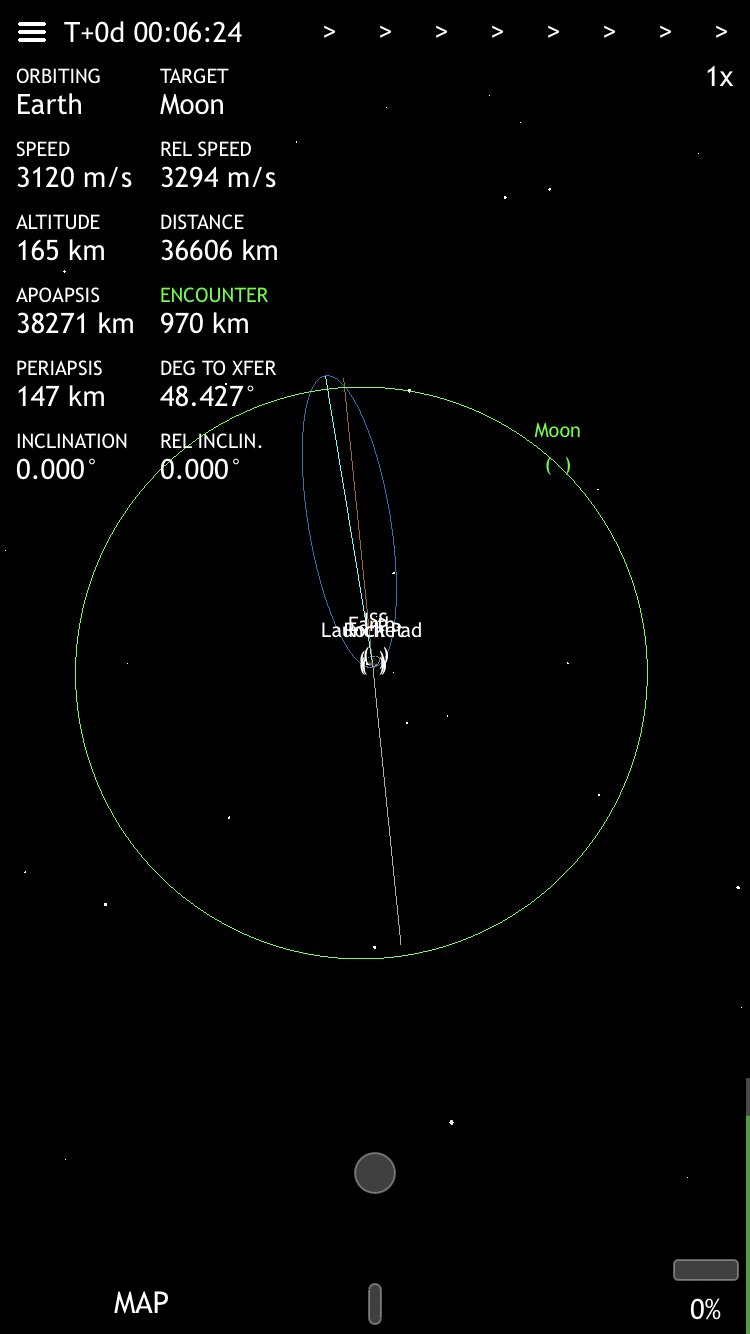 T+0d 00:06:24 > > > > > > > >
1x
ORBITING TARGET
Earth Moon
SPEED REL SPEED
3120 m/s 3294 m/s
ALTITUDE DISTANCE
165 km 36606 km
APOAPSIS ENCOUNTER
38271 km 970 km
PERIAPSIS DEG TO XFER
147 km 48.427°
INCLINATION REL INCLIN.
0.000° 0.000°
Moon
( )
ISS
Earth
MAP
0%